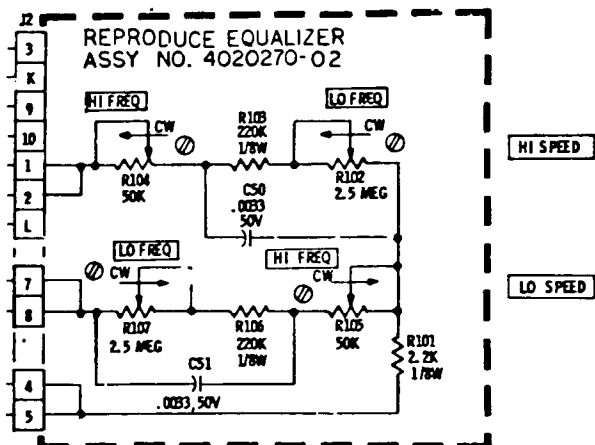 J2
REPRODUCE EQUALIZER
ASSY NO. 4020270-02
3
K
9
10
1
2
L
7
8
4
5
HI FREQ
CW
R104
50K
R103
220K
1/8W
LO FREQ
CW
R102
2.5 MEG
C50
.0033
50V
HI SPEED
LO FREQ
CW
R107
2.5 MEG
R106
220K
1/8W
HI FREQ
CW
R105
50K
C51
.0033,50V
R101
2.2K
1/8W
LO SPEED